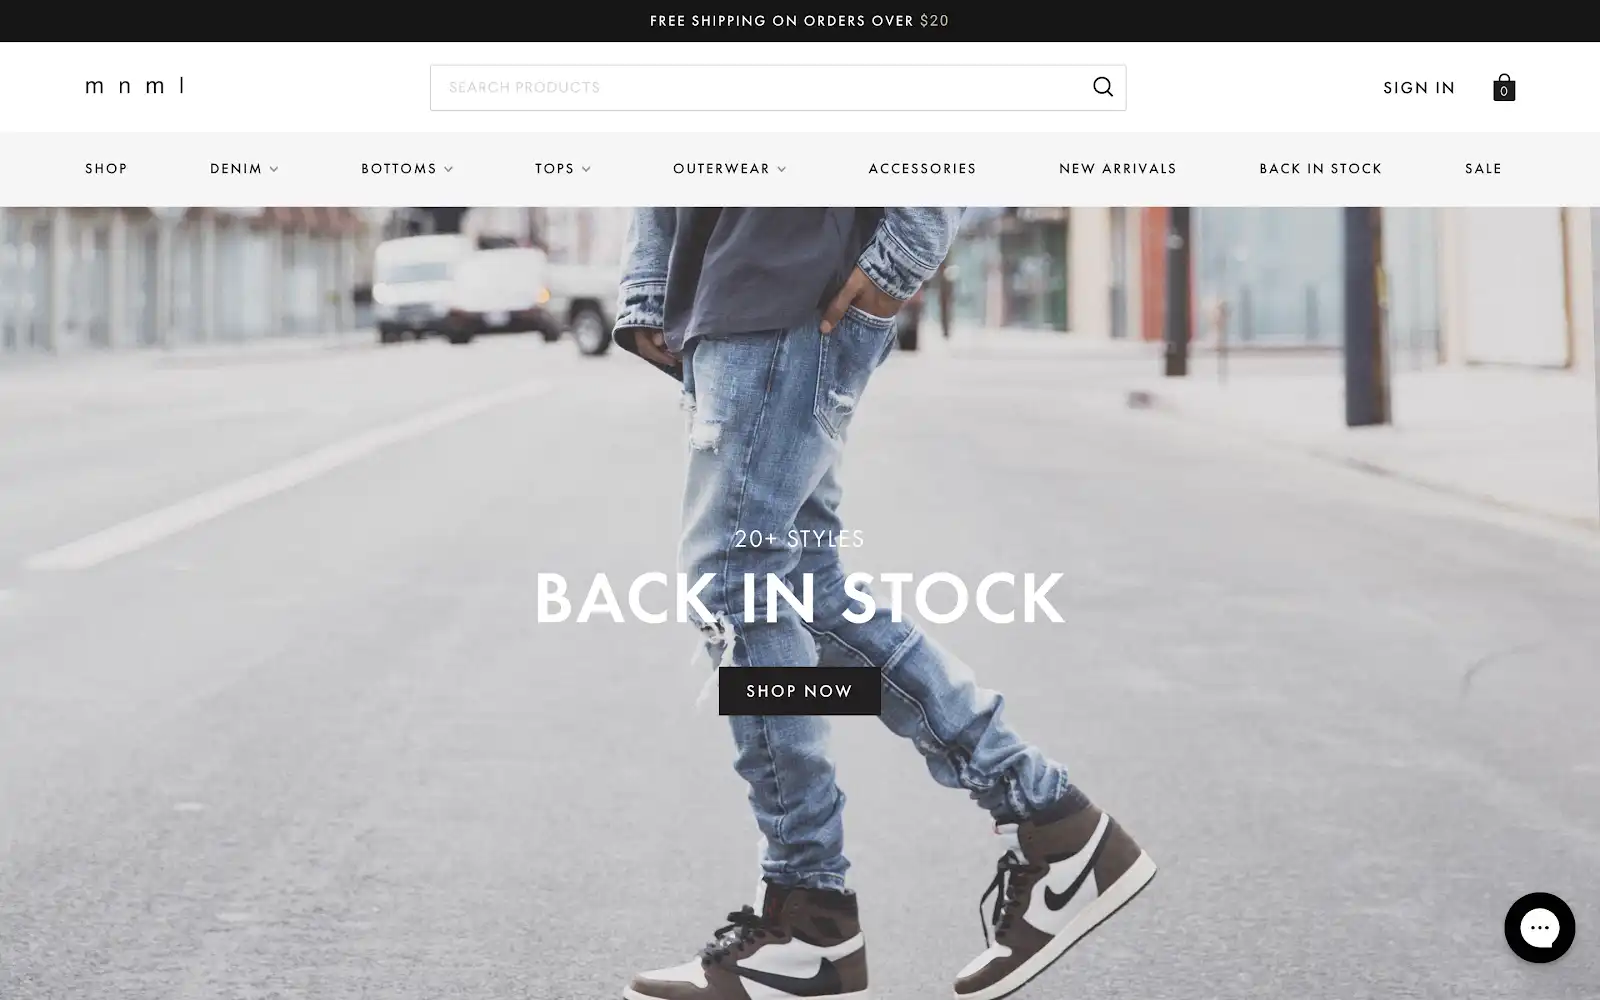 FREE SHIPPING ON ORDERS OVER $20
m n m l
SEARCH PRODUCTS
SIGN IN
0
SHOP
DENIM
BOTTOMS
TOPS
OUTERWEAR
ACCESSORIES
NEW ARRIVALS
BACK IN STOCK
SALE
20+ STYLES
BACK IN STOCK
SHOP NOW